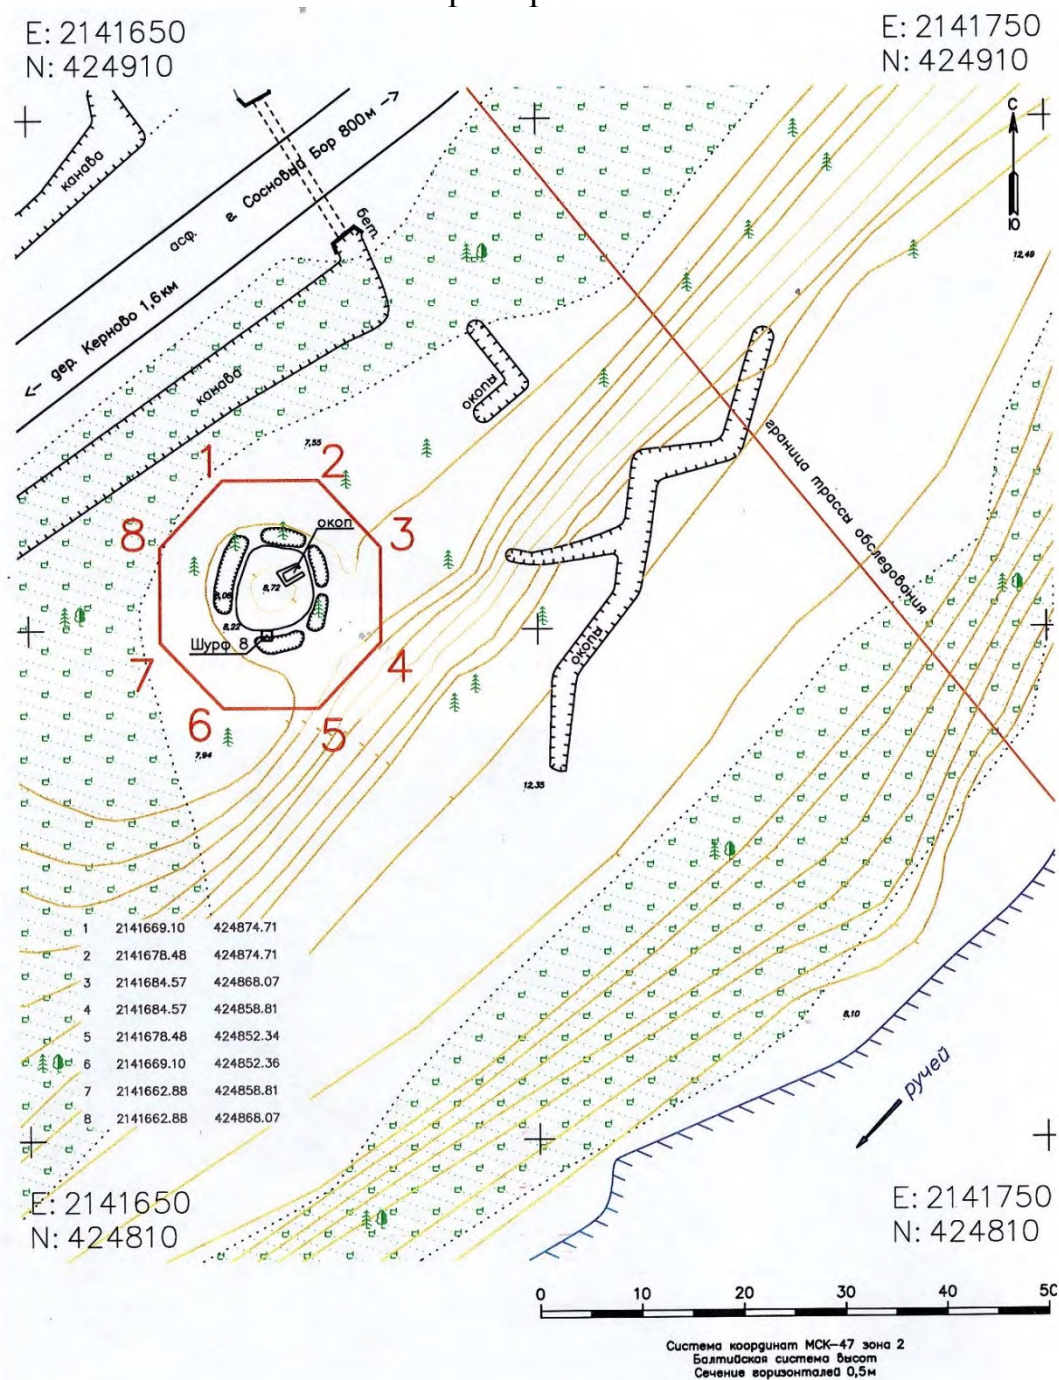 E: 2141650
N: 424910
E: 2141750
N: 424910
канава
асф.
г. Сосновый Бор 800м -->
бет.
<-- дер. Керново 1,6км
канава
С
Ю
12,49
окопы
7,55
граница трассы обследования
1
2
3
4
5
6
7
8
окоп
8,72
8,08
8,22
Шурф 8
7,94
окопы
12,35
1 2141669.10 424874.71
2 2141678.48 424874.71
3 2141684.57 424868.07
4 2141684.57 424858.81
5 2141678.48 424852.34
6 2141669.10 424852.36
7 2141662.88 424858.81
8 2141662.88 424868.07
8,10
ручей
E: 2141650
N: 424810
E: 2141750
N: 424810
0 10 20 30 40 50
Система координат МСК-47 зона 2
Балтийская система высот
Сечение горизонталей 0,5м